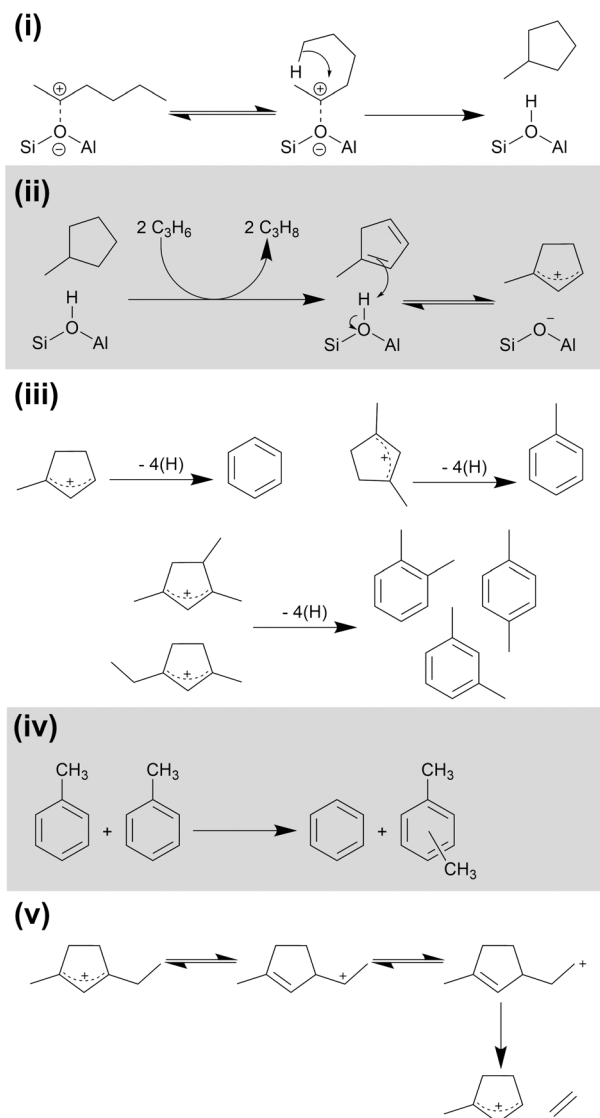 (i)
H
H
Si O Al
Si O Al
Si O Al
(ii)
2 C3H6 2 C3H8
H
H
Si O Al
Si O Al
Si O− Al
(iii)
- 4(H)
- 4(H)
- 4(H)
(iv)
CH3 CH3 CH3
+ +
CH3
(v)
+ + +
+